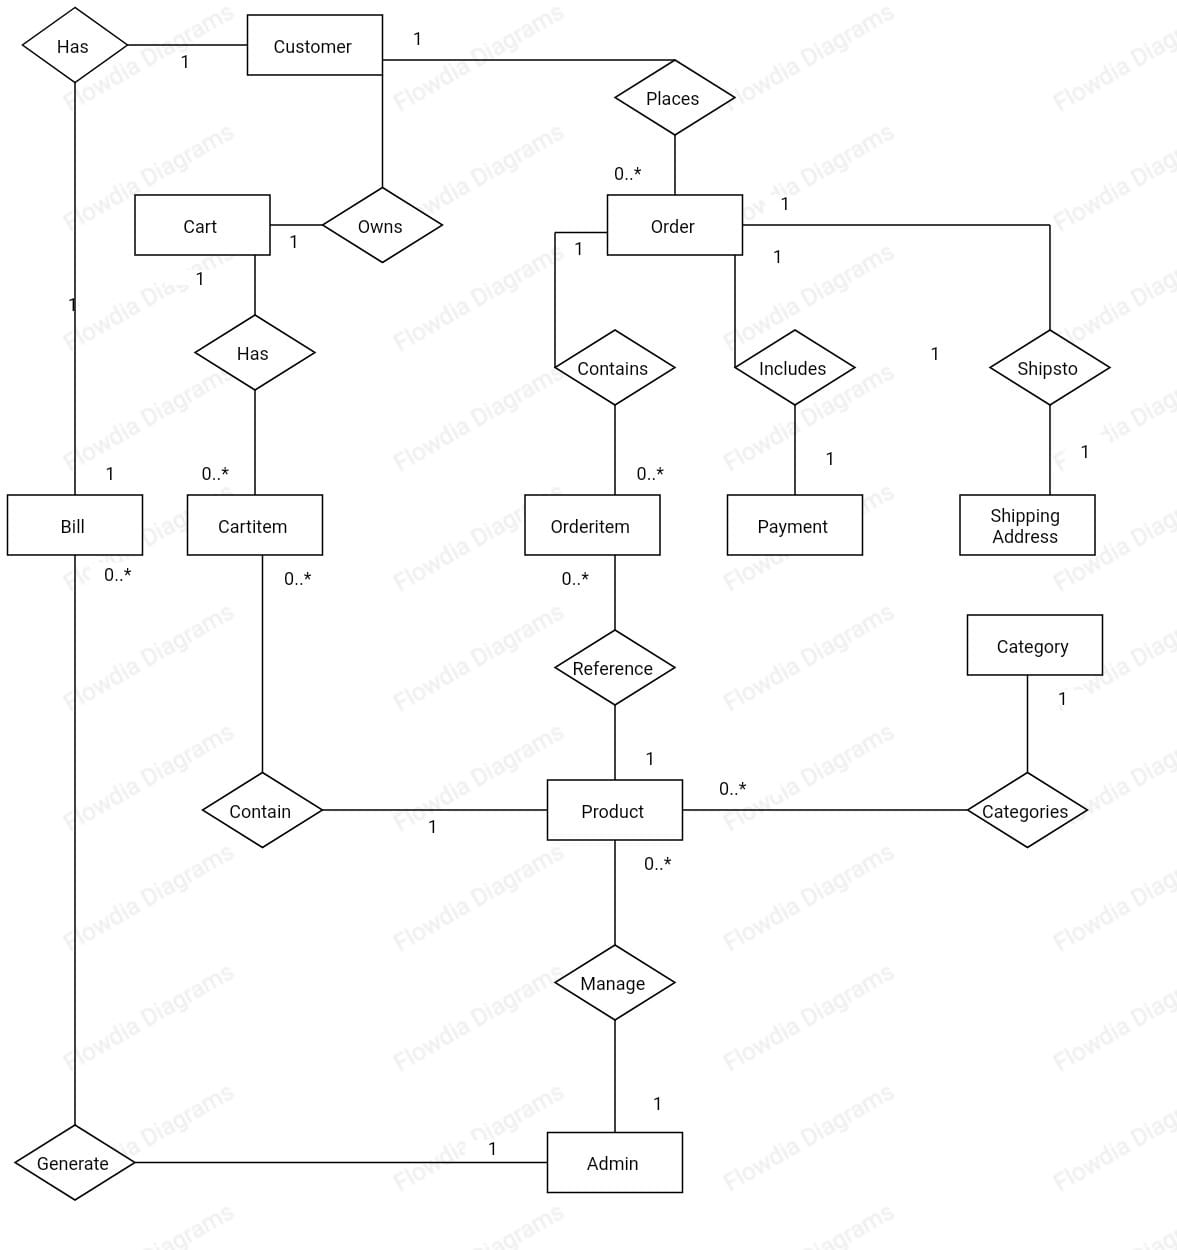 Has
1
Customer
1
Places
0..*
Cart
1
Owns
Order
1
1
1
1
1
Has
Contains
Includes
1
Shipsto
1
0..*
0..*
1
1
Bill
Cartitem
Orderitem
Payment
Shipping
Address
0..*
0..*
0..*
Category
Reference
1
1
0..*
Contain
1
Product
Categories
0..*
Manage
1
Generate
1
Admin
Flowdia Diagrams